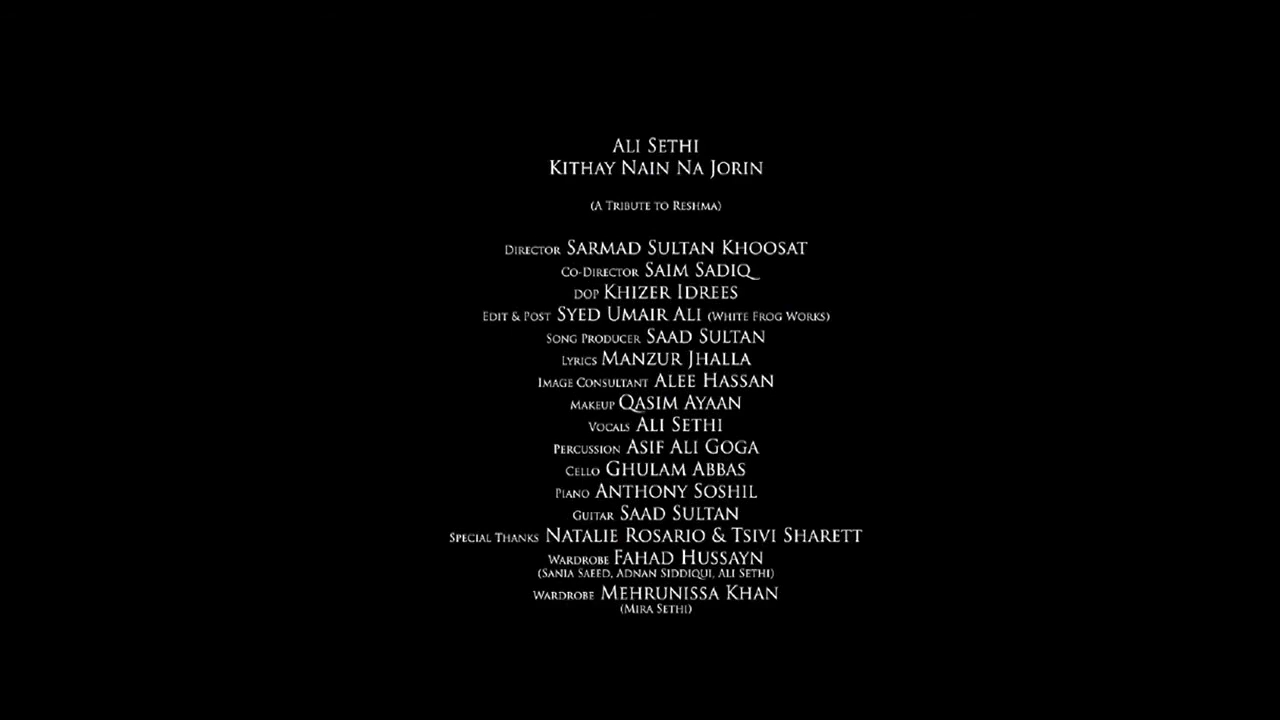 ALI SETHI
KITHAY NAIN NA JORIN
(A TRIBUTE TO RESHMA)
DIRECTOR SARMAD SULTAN KHOOSAT
CO-DIRECTOR SAIM SADIQ
DOP KHIZER IDREES
EDIT & POST SYED UMAIR ALI (WHITE FROG WORKS)
SONG PRODUCER SAAD SULTAN
LYRICS MANZUR JHALLA
IMAGE CONSULTANT ALEE HASSAN
MAKEUP QASIM AYAAN
VOCALS ALI SETHI
PERCUSSION ASIF ALI GOGA
CELLO GHULAM ABBAS
PIANO ANTHONY SOSHIL
GUITAR SAAD SULTAN
SPECIAL THANKS NATALIE ROSARIO & TSIVI SHARETT
WARDROBE FAHAD HUSSAYN
(SANIA SAEED, ADNAN SIDDIQUI, ALI SETHI)
WARDROBE MEHRUNISSA KHAN
(MIRA SETHI)